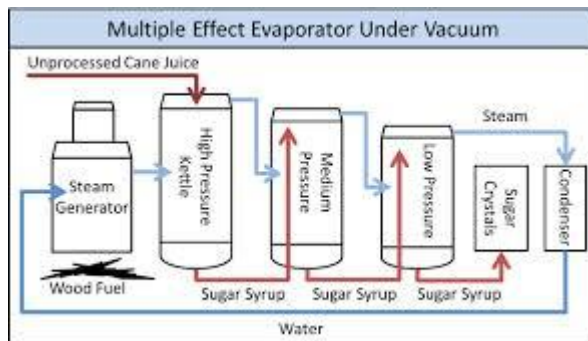 Multiple Effect Evaporator Under Vacuum
Unprocessed Cane Juice
Steam
Generator
Wood Fuel
High Pressure
Kettle
Medium
Pressure
Low Pressure
Steam
Sugar
Crystals
Condenser
Sugar Syrup
Sugar Syrup
Sugar Syrup
Water